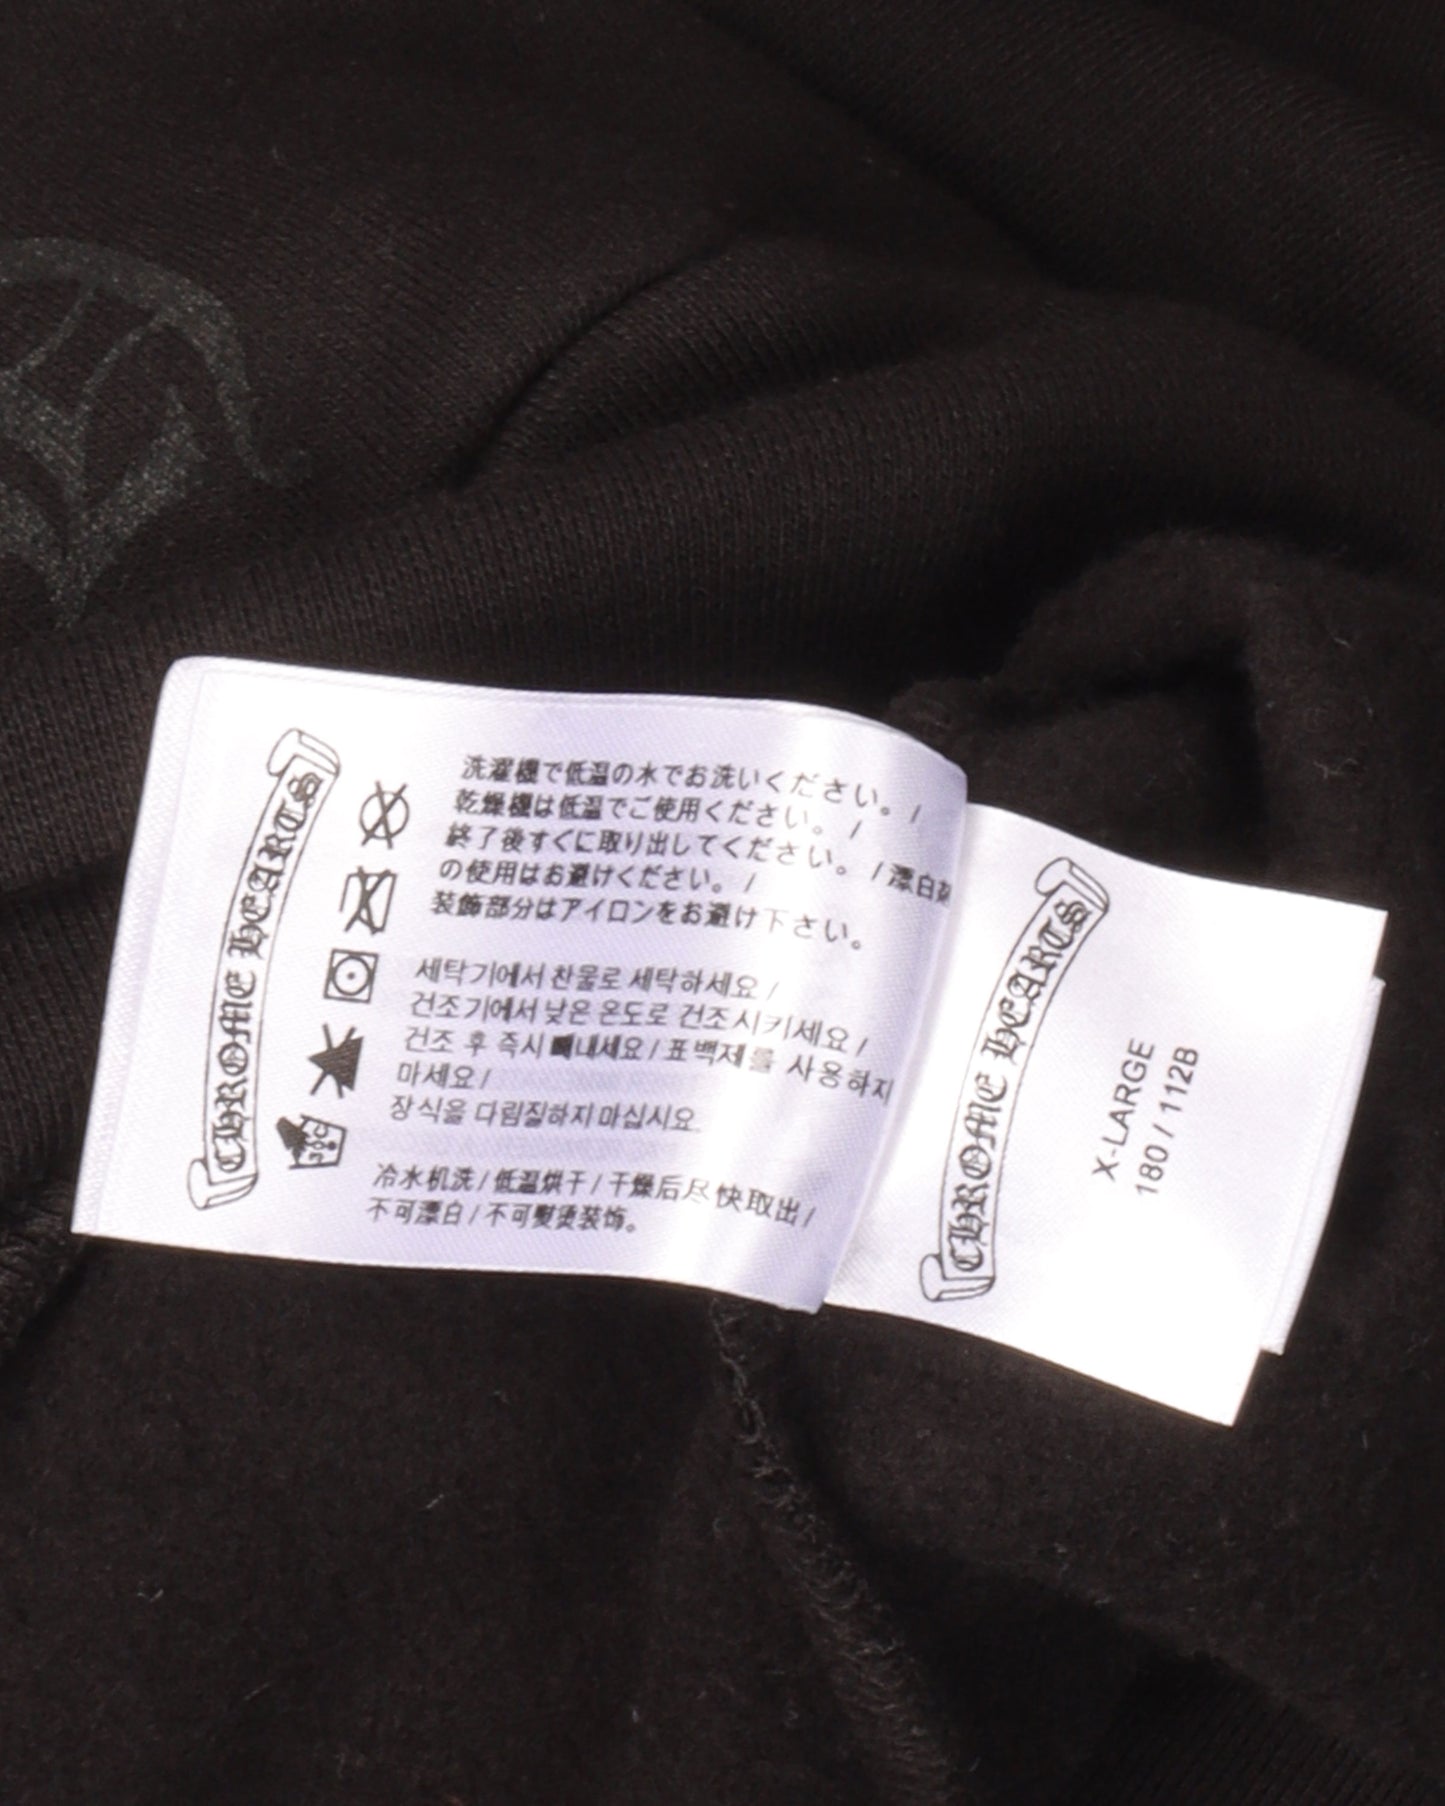 CHROME HEARTS
洗濯機で低温の水でお洗いください。/
乾燥機は低温でご使用ください。/
終了後すぐに取り出してください。/漂白剤
の使用はお避けください。/
装飾部分はアイロンをお避け下さい。
세탁기에서 찬물로 세탁하세요 /
건조기에서 낮은 온도로 건조시키세요 /
건조 후 즉시 빼내세요 / 표백제를 사용하지
마세요 /
장식을 다림질하지 마십시요.
冷水机洗 / 低温烘干 / 干燥后尽快取出 /
不可漂白 / 不可熨烫装饰。
CHROME HEARTS
X-LARGE
180 / 112B